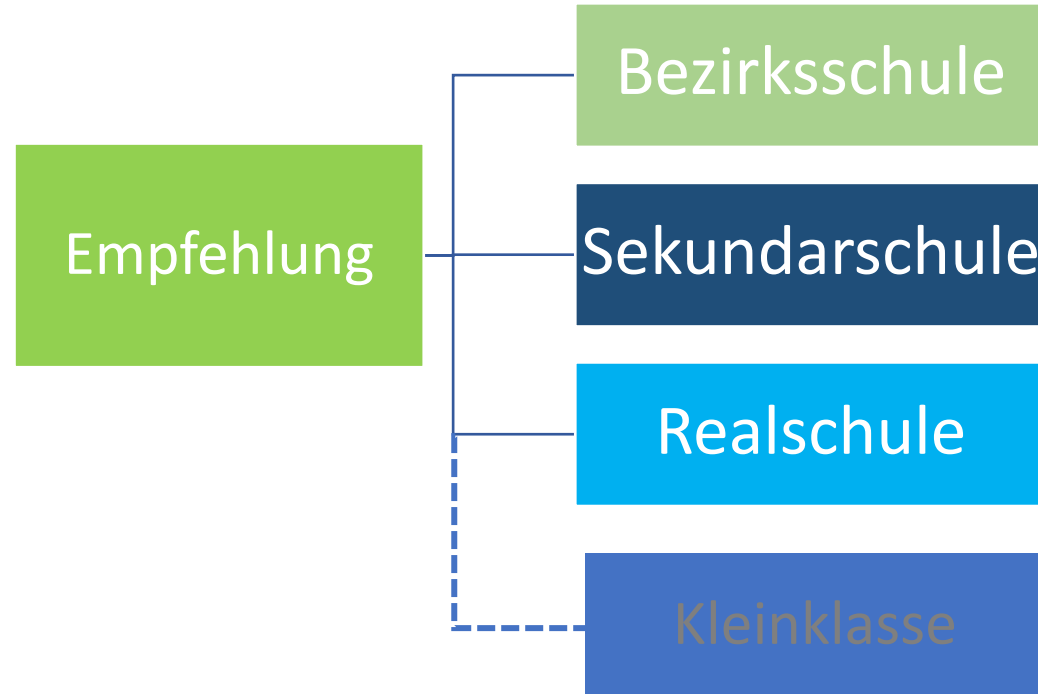 Bezirksschule
Empfehlung
Sekundarschule
Realschule
Kleinklasse